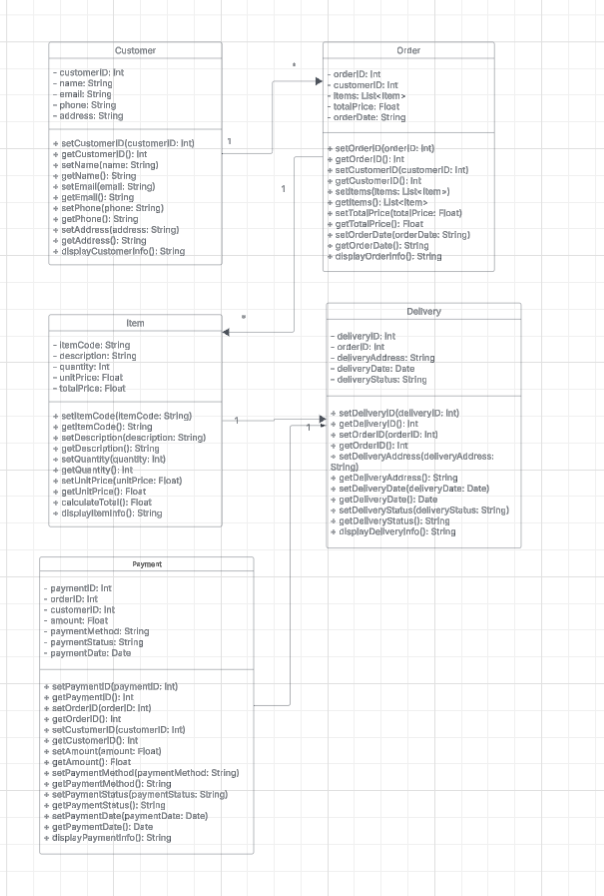 Customer
- customerID: Int
- name: String
- email: String
- phone: String
- address: String
+ setCustomerID(customerID: Int)
+ getCustomerID(): Int
+ setName(name: String)
+ getName(): String
+ setEmail(email: String)
+ getEmail(): String
+ setPhone(phone: String)
+ getPhone(): String
+ setAddress(address: String)
+ getAddress(): String
+ displayCustomerInfo(): String
1
*
Order
- orderID: Int
- customerID: Int
- items: List<Item>
- totalPrice: Float
- orderDate: String
+ setOrderID(orderID: Int)
+ getOrderID(): Int
+ setCustomerID(customerID: Int)
+ getCustomerID(): Int
+ setItems(items: List<Item>)
+ getItems(): List<Item>
+ setTotalPrice(totalPrice: Float)
+ getTotalPrice(): Float
+ setOrderDate(orderDate: String)
+ getOrderDate(): String
+ displayOrderInfo(): String
1
*
Item
- itemCode: String
- description: String
- quantity: Int
- unitPrice: Float
- totalPrice: Float
+ setItemCode(itemCode: String)
+ getItemCode(): String
+ setDescription(description: String)
+ getDescription(): String
+ setQuantity(quantity: Int)
+ getQuantity(): Int
+ setUnitPrice(unitPrice: Float)
+ getUnitPrice(): Float
+ calculateTotal(): Float
+ displayItemInfo(): String
1
1
Delivery
- deliveryID: Int
- orderID: Int
- deliveryAddress: String
- deliveryDate: Date
- deliveryStatus: String
+ setDeliveryID(deliveryID: Int)
+ getDeliveryID(): Int
+ setOrderID(orderID: Int)
+ getOrderID(): Int
+ setDeliveryAddress(deliveryAddress:
String)
+ getDeliveryAddress(): String
+ setDeliveryDate(deliveryDate: Date)
+ getDeliveryDate(): Date
+ setDeliveryStatus(deliveryStatus: String)
+ getDeliveryStatus(): String
+ displayDeliveryInfo(): String
Payment
- paymentID: Int
- orderID: Int
- customerID: Int
- amount: Float
- paymentMethod: String
- paymentStatus: String
- paymentDate: Date
+ setPaymentID(paymentID: Int)
+ getPaymentID(): Int
+ setOrderID(orderID: Int)
+ getOrderID(): Int
+ setCustomerID(customerID: Int)
+ getCustomerID(): Int
+ setAmount(amount: Float)
+ getAmount(): Float
+ setPaymentMethod(paymentMethod: String)
+ getPaymentMethod(): String
+ setPaymentStatus(paymentStatus: String)
+ getPaymentStatus(): String
+ setPaymentDate(paymentDate: Date)
+ getPaymentDate(): Date
+ displayPaymentInfo(): String